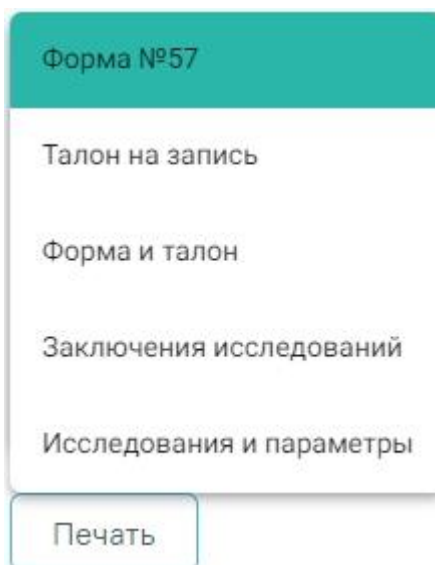 Форма №57
Талон на запись
Форма и талон
Заключения исследований
Исследования и параметры
Печать